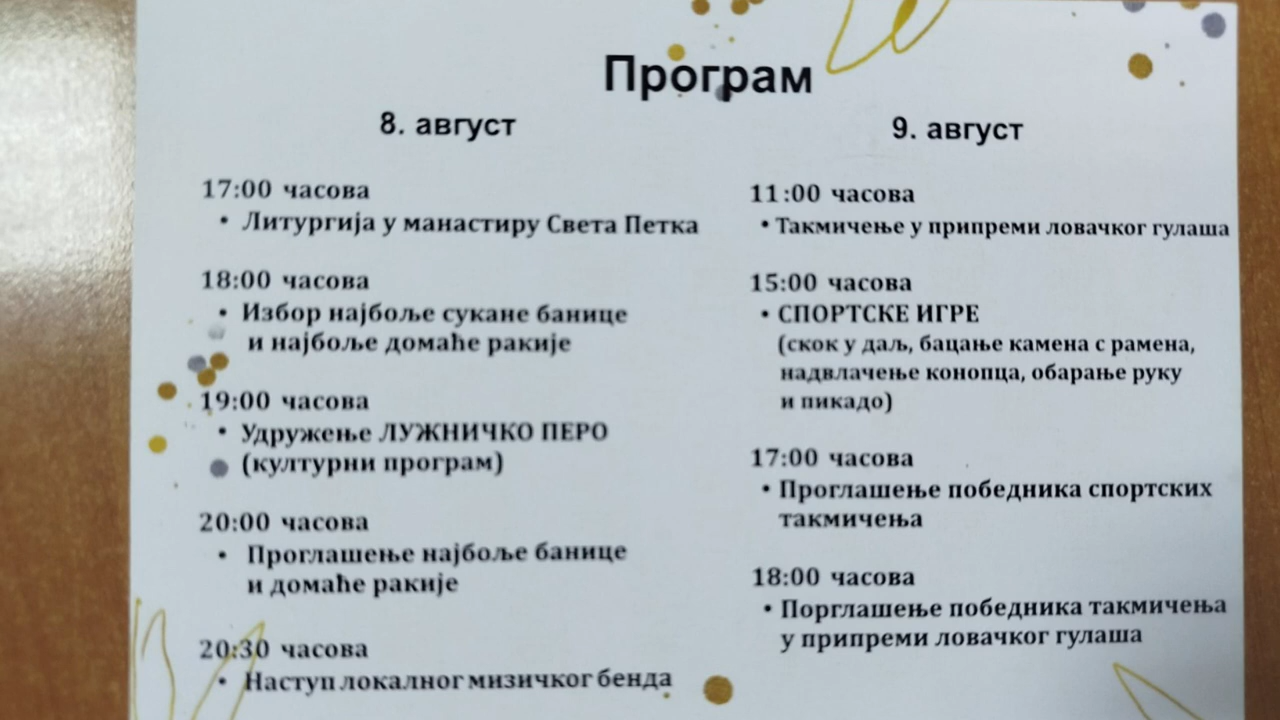 Програм
8. август
17:00 часова
• Литургија у манастиру Света Петка
18:00 часова
• Избор најбоље сукане банице
и најбоље домаће ракије
19:00 часова
• Удружење ЛУЖНИЧКО ПЕРО
(културни програм)
20:00 часова
• Проглашење најбоље банице
и домаће ракије
20:30 часова
• Наступ локалног мизичког бенда
9. август
11:00 часова
• Такмичење у припреми ловачког гулаша
15:00 часова
• СПОРТСКЕ ИГРЕ
(скок у даљ, бацање камена с рамена,
надвлачење конопца, обарање руку
и пикадо)
17:00 часова
• Проглашење победника спортских
такмичења
18:00 часова
• Порглашење победника такмичења
у припреми ловачког гулаша